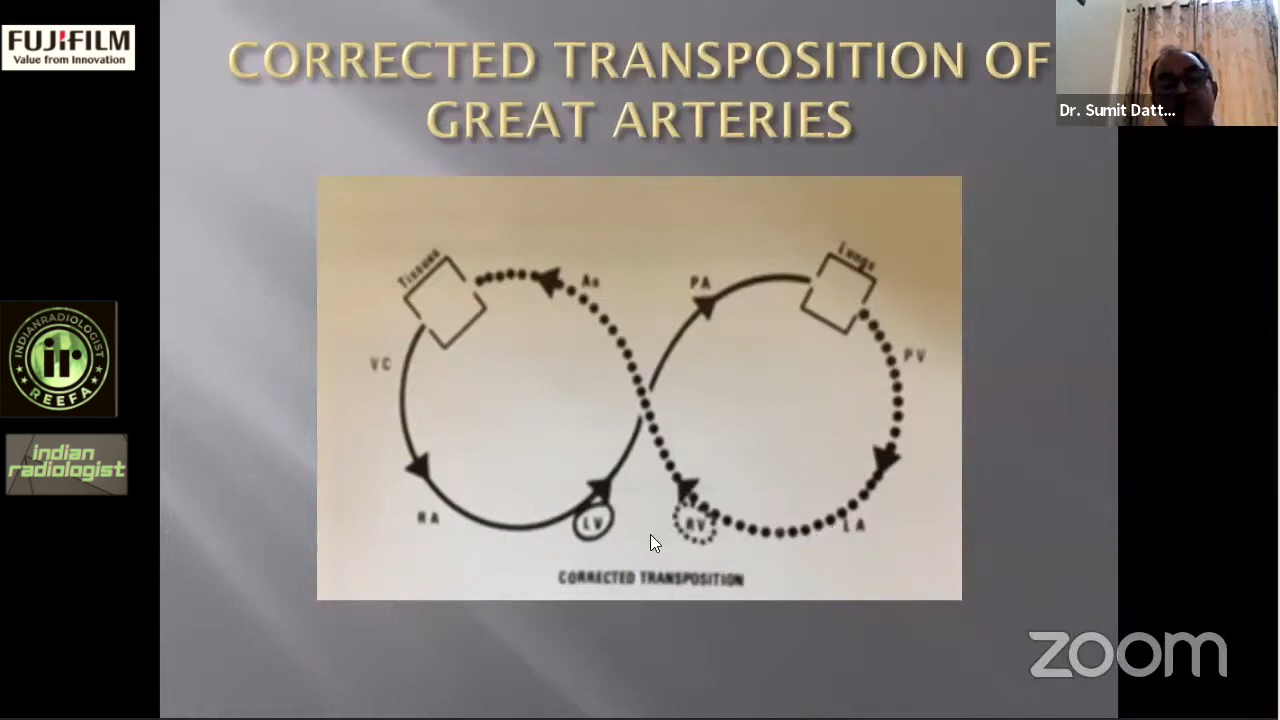 FUJIFILM
Value from Innovation
CORRECTED TRANSPOSITION OF
GREAT ARTERIES
Dr. Sumit Datt...
Tissues
Ao
PA
Lungs
VC
PV
RA
LV
RV
LA
CORRECTED TRANSPOSITION
INDIANRADIOLOGIST
ir
REEFA
indian
radiologist
zoom